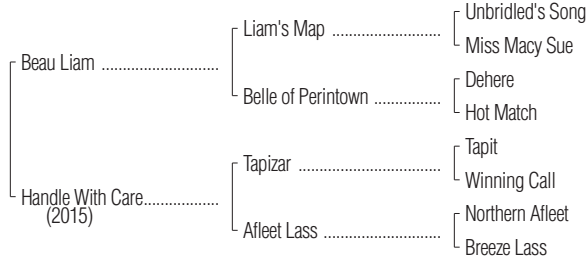 Unbridled's Song
Liam's Map ......................
Miss Macy Sue
Beau Liam ........................
Dehere
Belle of Perintown .............
Hot Match
Tapit
Tapizar .............................
Winning Call
Handle With Care...............
(2015)
Northern Afleet
Afleet Lass .......................
Breeze Lass